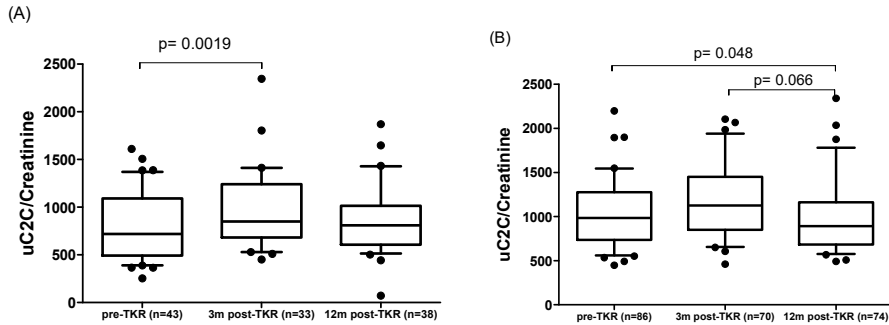 (A)
p= 0.0019
uC2C/Creatinine
2500
2000
1500
1000
500
0
pre-TKR (n=43) 3m post-TKR (n=33) 12m post-TKR (n=38)
(B)
p= 0.048
p= 0.066
uC2C/Creatinine
2500
2000
1500
1000
500
0
pre-TKR (n=86) 3m post-TKR (n=70) 12m post-TKR (n=74)